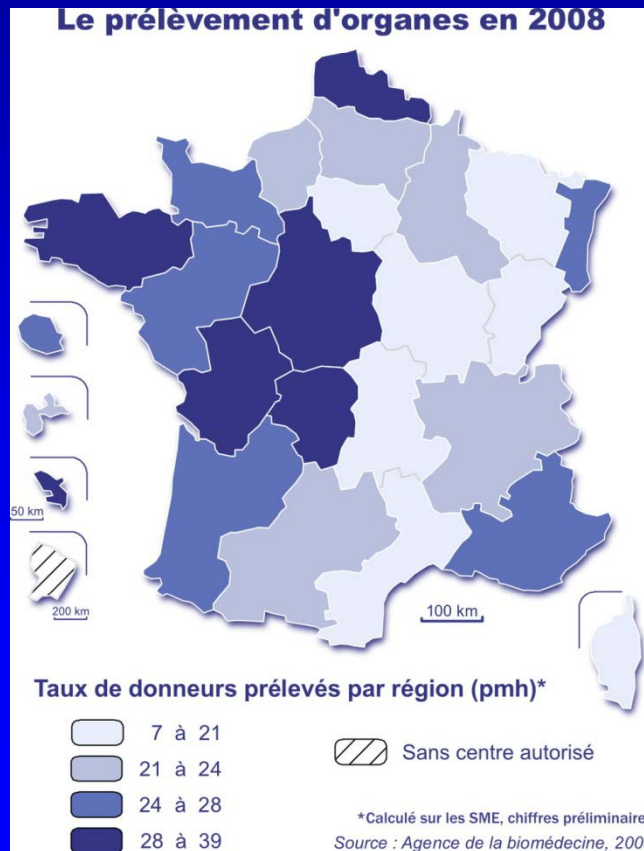 Le prélèvement d'organes en 2008
50 km
200 km
100 km
Taux de donneurs prélevés par région (pmh)*
7 à 21
21 à 24
24 à 28
28 à 39
Sans centre autorisé
*Calculé sur les SME, chiffres préliminaire
Source : Agence de la biomédecine, 200